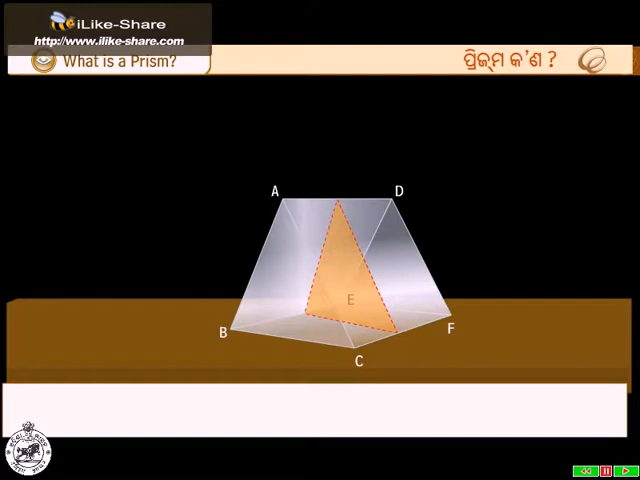 iLike-Share
http://www.ilike-share.com
What is a Prism?
ପ୍ରିଜ୍‌ମ କ'ଣ ?
A
D
E
B
F
C